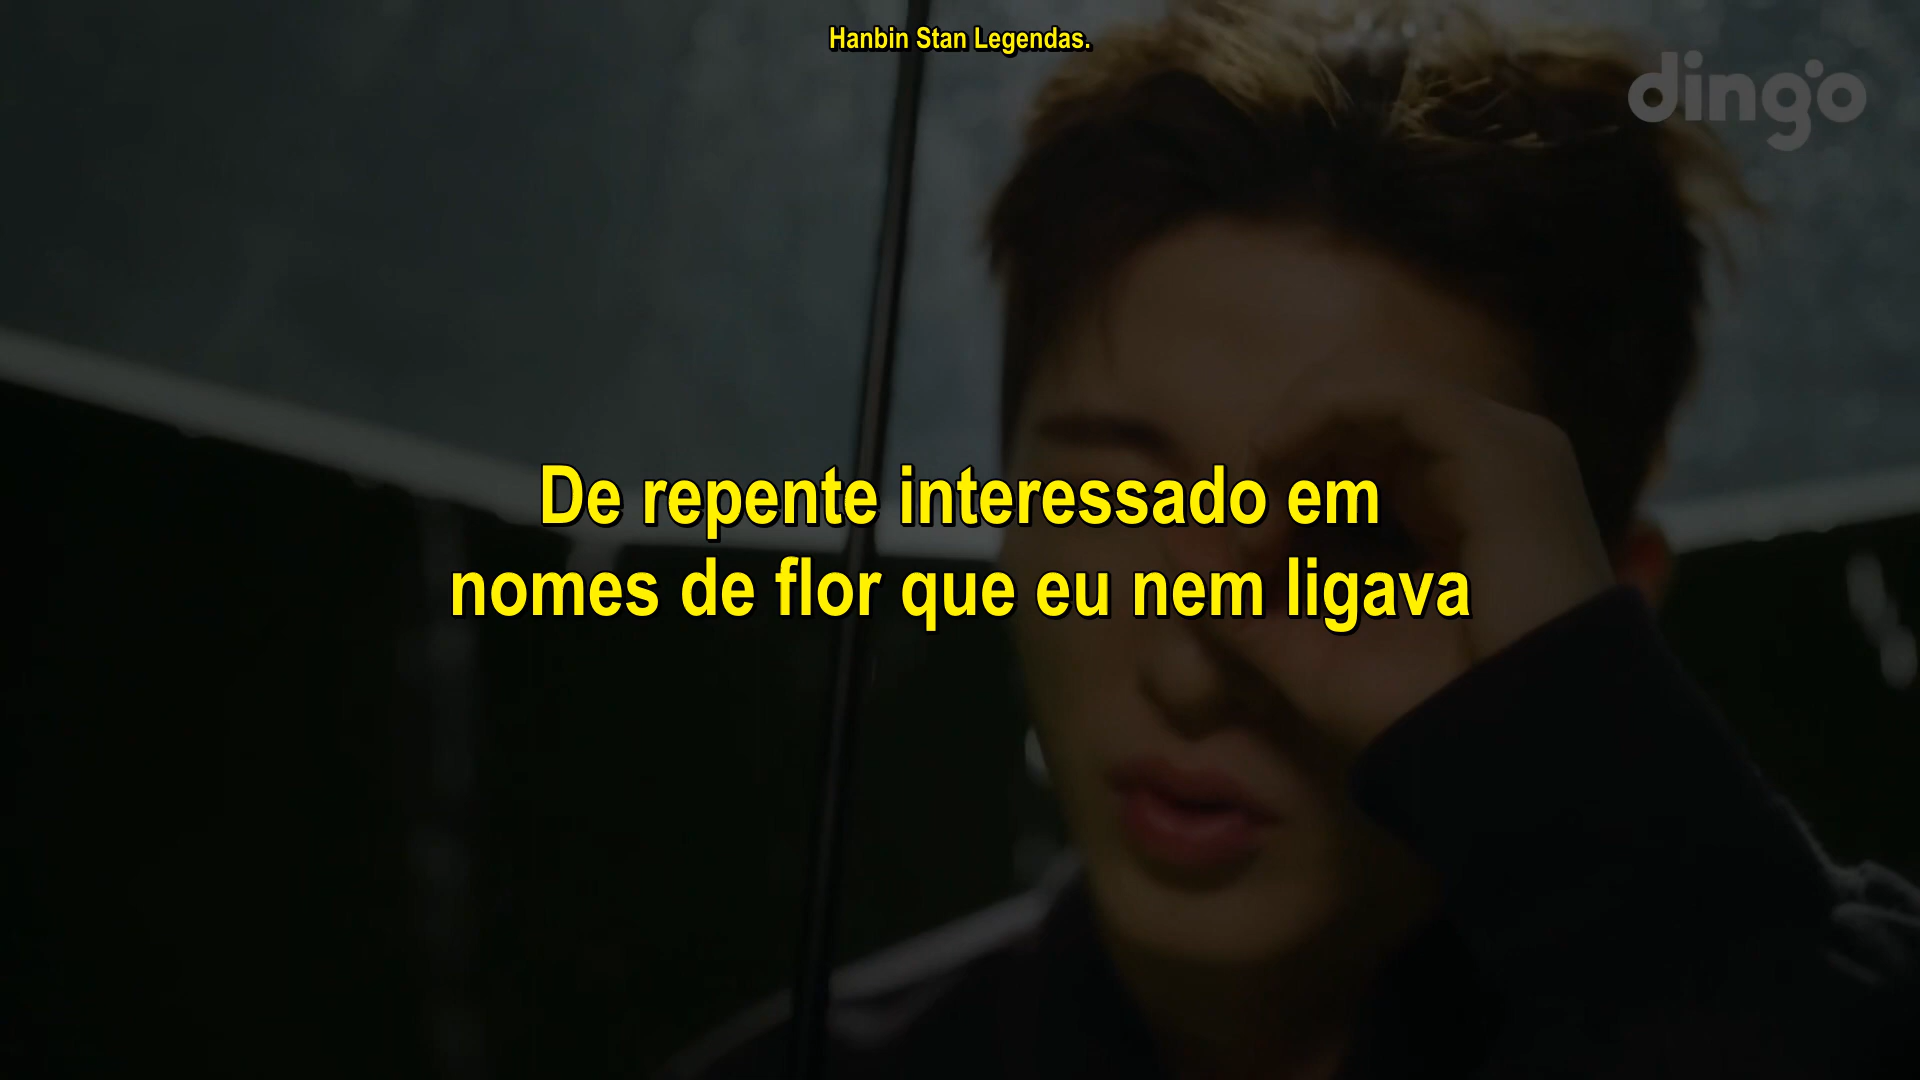 Hanbin Stan Legendas.
dingo
De repente interessado em
nomes de flor que eu nem ligava